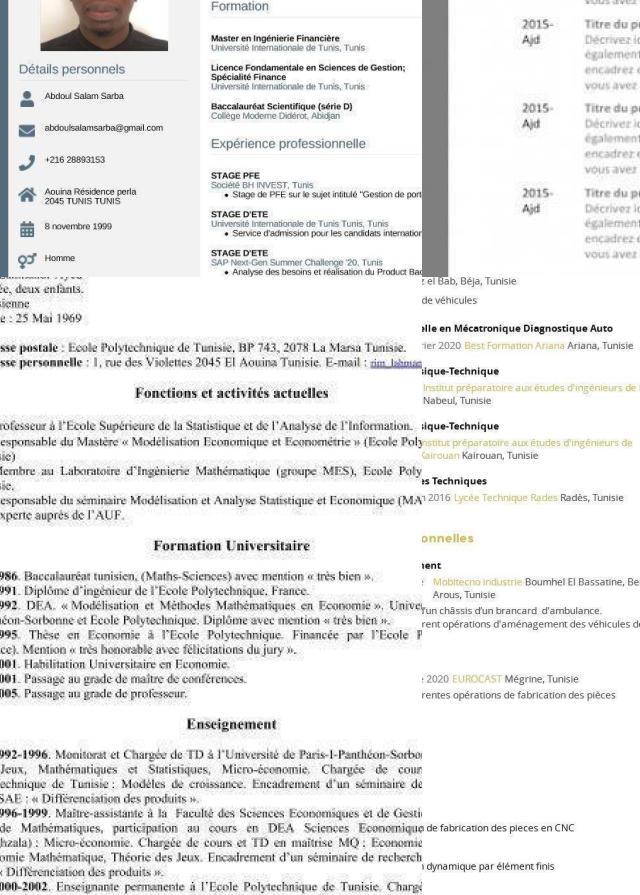 Détails personnels
Abdoul Salam Sarba
abdoulsalamsarba@gmail.com
+216 28893153
Aouina Résidence perla
2045 TUNIS TUNIS
8 novembre 1999
Homme
Formation
Master en Ingénierie Financière
Université Internationale de Tunis, Tunis
Licence Fondamentale en Sciences de Gestion;
Spécialité Finance
Université Internationale de Tunis, Tunis
Baccalauréat Scientifique (série D)
Collège Moderne Didérot, Abidjan
Expérience professionnelle
STAGE PFE
Société BH INVEST, Tunis
• Stage de PFE sur le sujet intitulé "Gestion de port
STAGE D'ETE
Université Internationale de Tunis Tunis, Tunis
• Service d'admission pour les candidats internation
STAGE D'ETE
SAP Next-Gen Summer Challenge '20, Tunis
• Analyse des besoins et réalisation du Product Bac
vous avez
2015-
Ajd
Titre du p
Décrivez ic
également
encadrez e
vous avez
2015-
Ajd
Titre du p
Décrivez ic
également
encadrez e
vous avez
2015-
Ajd
Titre du p
Décrivez ic
également
encadrez e
vous avez
ée, deux enfants.
sienne
e : 25 Mai 1969
sse postale : Ecole Polytechnique de Tunisie, BP 743, 2078 La Marsa Tunisie.
sse personnelle : 1, rue des Violettes 2045 El Aouina Tunisie. E-mail :
Fonctions et activités actuelles
rofesseur à l'Ecole Supérieure de la Statistique et de l'Analyse de l'Information.
esponsable du Mastère « Modélisation Economique et Econométrie » (Ecole Poly
sie)
Membre au Laboratoire d'Ingènierie Mathématique (groupe MES), Ecole Poly
sie.
esponsable du séminaire Modélisation et Analyse Statistique et Economique (MA
xperte auprés de l'AUF.
Formation Universitaire
986. Baccalauréat tunisien, (Maths-Sciences) avec mention « très bien ».
991. Diplôme d'ingénieur de l'Ecole Polytechnique, France.
992. DEA. « Modélisation et Méthodes Mathématiques en Economie ». Unive
néon-Sorbonne et Ecole Polytechnique. Diplôme avec mention « très bien ».
995. Thèse en Economie à l'Ecole Polytechnique. Financée par l'Ecole P
ce). Mention « très honorable avec félicitations du jury ».
001. Habilitation Universitaire en Economie.
001. Passage au grade de maître de conférences.
005. Passage au grade de professeur.
Enseignement
992-1996. Monitorat et Chargée de TD à l'Université de Paris-I-Panthéon-Sorbo
Jeux, Mathématiques et Statistiques, Micro-économie. Chargée de cour
echnique de Tunisie : Modèles de croissance. Encadrement d'un séminaire de
SAE : « Différenciation des produits ».
996-1999. Maître-assistante à la Faculté des Sciences Economiques et de Gesti
de Mathématiques, participation au cours en DEA Sciences Economique
hzala) ; Micro-économie. Chargée de cours et TD en maîtrise MQ ; Economie
omie Mathématique, Théorie des Jeux. Encadrement d'un séminaire de recherch
« Différenciation des produits ».
000-2002. Enseignante permanente à l'Ecole Polytechnique de Tunisie. Charge
el Bab, Béja, Tunisie
de véhicules
elle en Mécatronique Diagnostique Auto
rier 2020 Best Formation Ariana Ariana, Tunisie
sique-Technique
Institut préparatoire aux études d'ingénieurs de
Nabeul, Tunisie
sique-Technique
nstitut préparatoire aux études d'ingénieurs de
Kairouan Kairouan, Tunisie
es Techniques
n 2016 Lycée Technique Rades Radès, Tunisie
onnelles
ment
Mobitecno industrie Boumhel El Bassatine, Be
Arous, Tunisie
'un châssis d'un brancard d'ambulance.
rent opérations d'aménagement des véhicules de
2020 EUROCAST Mégrine, Tunisie
rentes opérations de fabrication des pièces
de fabrication des pieces en CNC
dynamique par élément finis